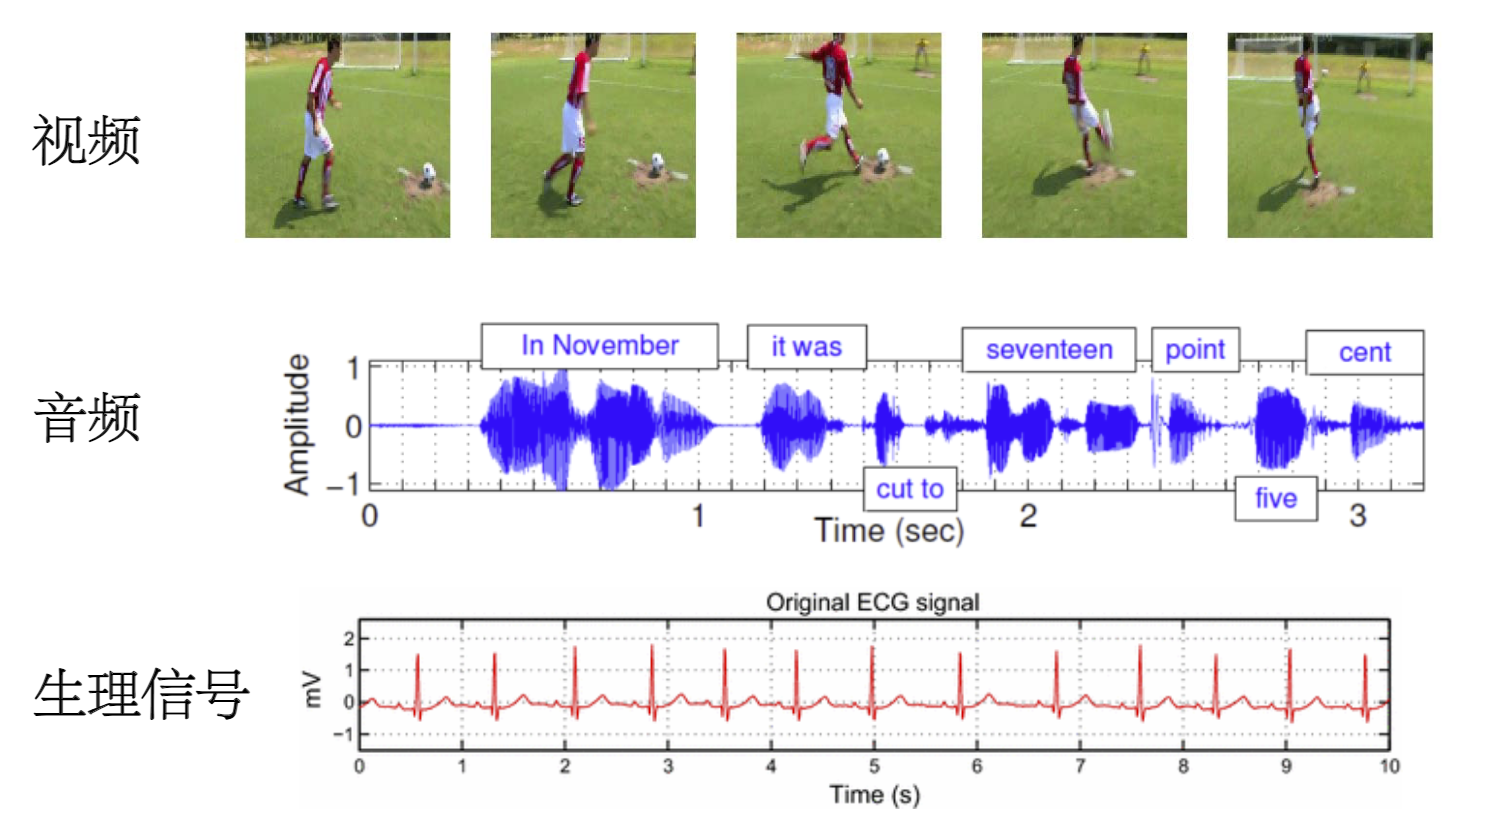 视频
In November
it was
seventeen
point
cent
音频
Amplitude
1
0
−1
cut to
five
0
1
2
3
Time (sec)
Original ECG signal
生理信号
mV
2
1
0
−1
0
1
2
3
4
5
6
7
8
9
10
Time (s)